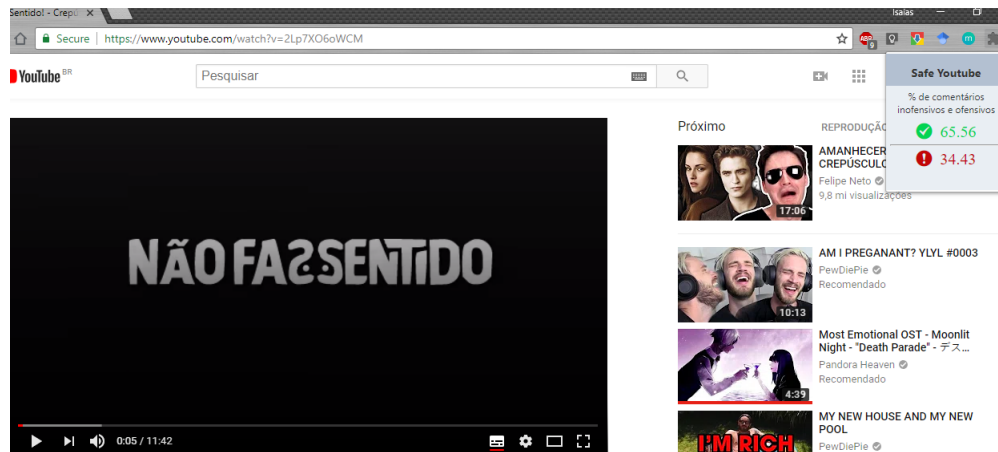 Sentido! - Crepú
Isaias
Secure | https://www.youtube.com/watch?v=2Lp7XO6oWCM
ABP
9
m
YouTube BR
Pesquisar
Safe Youtube
% de comentários
inofensivos e ofensivos
65.56
34.43
Próximo
REPRODUÇÃO
AMANHECER
CREPÚSCULO
Felipe Neto
9,8 mi visualizações
17:06
NÃO FAZ SENTIDO
AM I PREGANANT? YLYL #0003
PewDiePie
Recomendado
10:13
Most Emotional OST - Moonlit
Night - "Death Parade" - デス...
Pandora Heaven
Recomendado
4:39
MY NEW HOUSE AND MY NEW
POOL
PewDiePie
I'M RICH
0:05 / 11:42